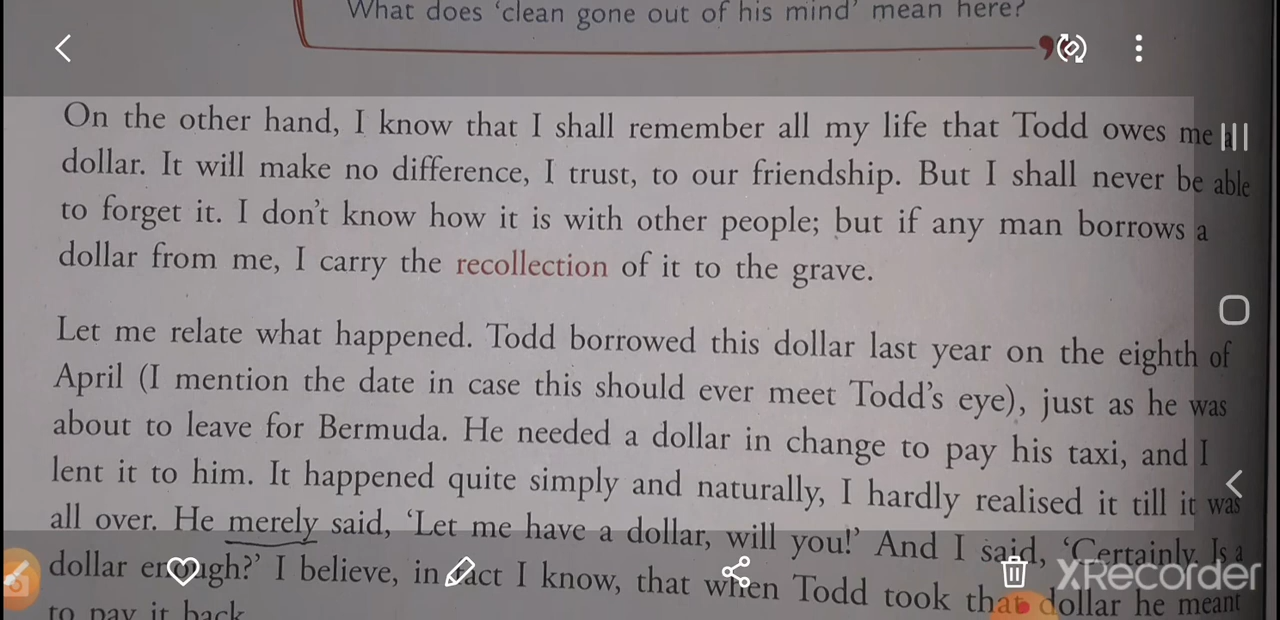 What does ‘clean gone out of his mind’ mean here?
On the other hand, I know that I shall remember all my life that Todd owes me a
dollar. It will make no difference, I trust, to our friendship. But I shall never be able
to forget it. I don’t know how it is with other people; but if any man borrows a
dollar from me, I carry the recollection of it to the grave.
Let me relate what happened. Todd borrowed this dollar last year on the eighth of
April (I mention the date in case this should ever meet Todd’s eye), just as he was
about to leave for Bermuda. He needed a dollar in change to pay his taxi, and I
lent it to him. It happened quite simply and naturally, I hardly realised it till it was
all over. He merely said, ‘Let me have a dollar, will you!’ And I said, ‘Certainly. Is a
dollar enough?’ I believe, in fact I know, that when Todd took that dollar he meant
to pay it back
XRecorder